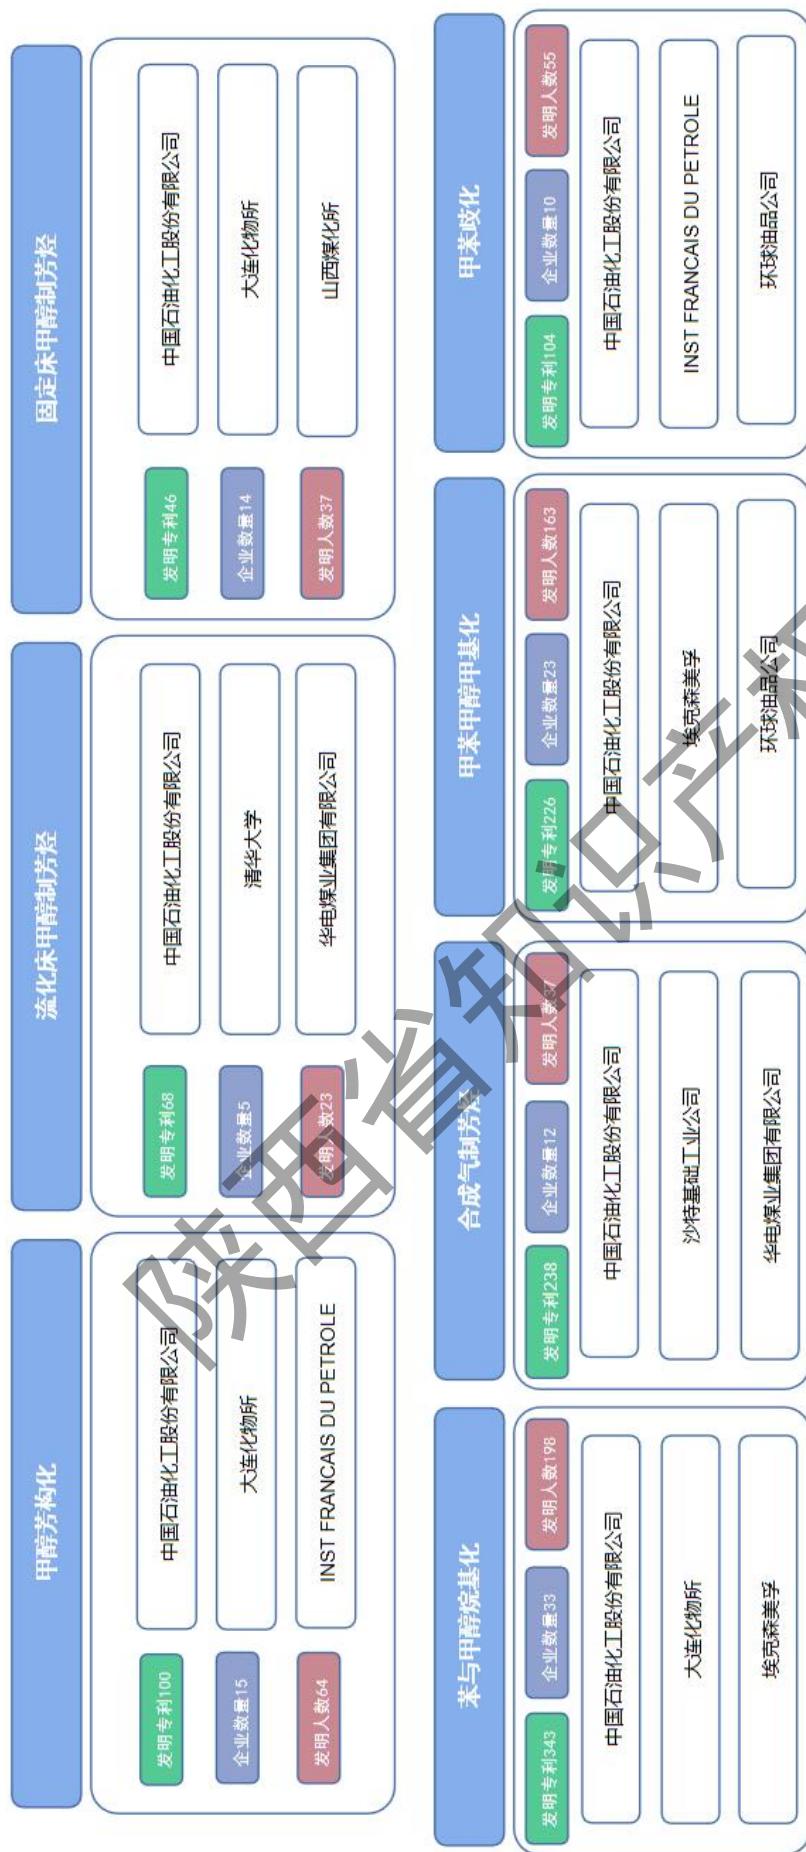 甲醇芳构化
发明专利100
企业数量15
发明人数64
中国石油化工股份有限公司
大连化物所
INST FRANCAIS DU PETROLE
流化床甲醇制芳烃
发明专利68
企业数量5
发明人数23
中国石油化工股份有限公司
清华大学
华电煤业集团有限公司
固定床甲醇制芳烃
发明专利46
企业数量14
发明人数37
中国石油化工股份有限公司
大连化物所
山西煤化所
苯与甲醇烷基化
发明专利343
企业数量33
发明人数198
中国石油化工股份有限公司
大连化物所
埃克森美孚
合成气制芳烃
发明专利238
企业数量12
发明人数37
中国石油化工股份有限公司
沙特基础工业公司
华电煤业集团有限公司
甲苯甲醇甲基化
发明专利226
企业数量23
发明人数163
中国石油化工股份有限公司
埃克森美孚
环球油品公司
甲苯歧化
发明专利104
企业数量10
发明人数55
中国石油化工股份有限公司
INST FRANCAIS DU PETROLE
环球油品公司
陕西省知识产权